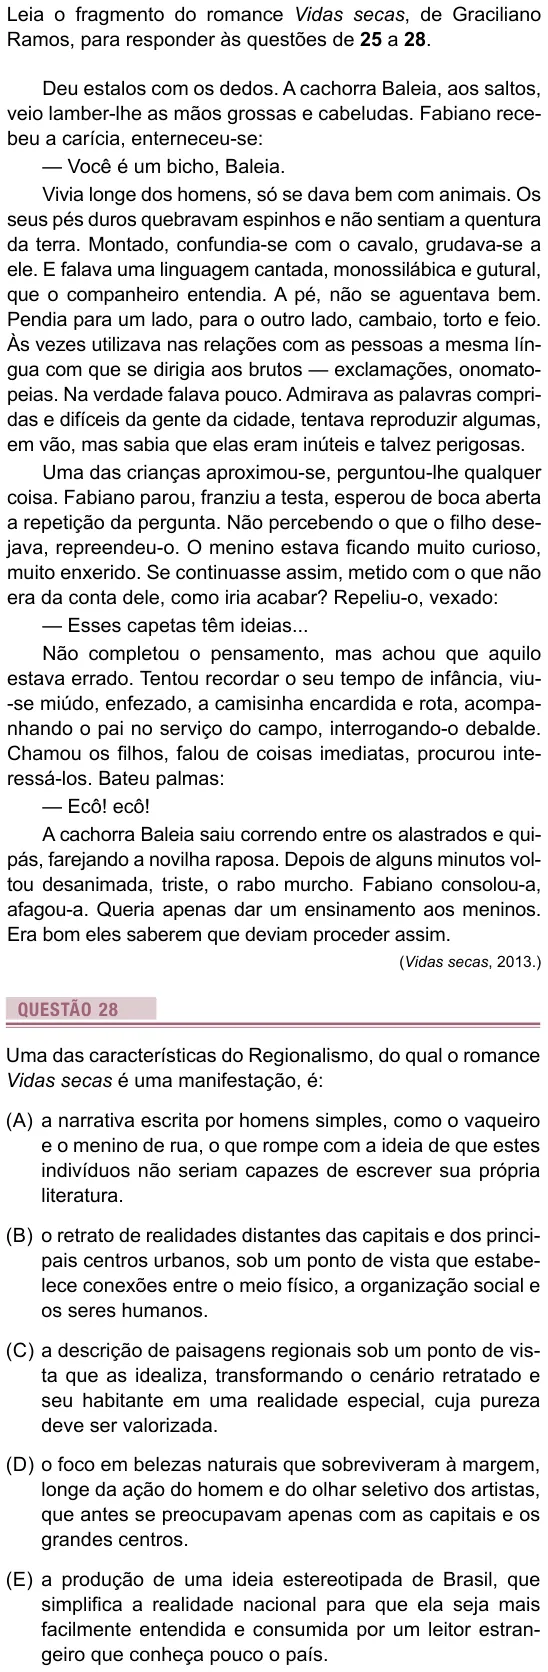 Leia o fragmento do romance Vidas secas, de Graciliano
Ramos, para responder às questões de 25 a 28.
Deu estalos com os dedos. A cachorra Baleia, aos saltos,
veio lamber-lhe as mãos grossas e cabeludas. Fabiano rece-
beu a carícia, enterneceu-se:
— Você é um bicho, Baleia.
Vivia longe dos homens, só se dava bem com animais. Os
seus pés duros quebravam espinhos e não sentiam a quentura
da terra. Montado, confundia-se com o cavalo, grudava-se a
ele. E falava uma linguagem cantada, monossilábica e gutural,
que o companheiro entendia. A pé, não se aguentava bem.
Pendia para um lado, para o outro lado, cambaio, torto e feio.
Às vezes utilizava nas relações com as pessoas a mesma lín-
gua com que se dirigia aos brutos — exclamações, onomato-
peias. Na verdade falava pouco. Admirava as palavras compri-
das e difíceis da gente da cidade, tentava reproduzir algumas,
em vão, mas sabia que elas eram inúteis e talvez perigosas.
Uma das crianças aproximou-se, perguntou-lhe qualquer
coisa. Fabiano parou, franziu a testa, esperou de boca aberta
a repetição da pergunta. Não percebendo o que o filho dese-
java, repreendeu-o. O menino estava ficando muito curioso,
muito enxerido. Se continuasse assim, metido com o que não
era da conta dele, como iria acabar? Repeliu-o, vexado:
— Esses capetas têm ideias...
Não completou o pensamento, mas achou que aquilo
estava errado. Tentou recordar o seu tempo de infância, viu-
-se miúdo, enfezado, a camisinha encardida e rota, acompa-
nhando o pai no serviço do campo, interrogando-o debalde.
Chamou os filhos, falou de coisas imediatas, procurou inte-
ressá-los. Bateu palmas:
— Ecô! ecô!
A cachorra Baleia saiu correndo entre os alastrados e qui-
pás, farejando a novilha raposa. Depois de alguns minutos vol-
tou desanimada, triste, o rabo murcho. Fabiano consolou-a,
afagou-a. Queria apenas dar um ensinamento aos meninos.
Era bom eles saberem que deviam proceder assim.
(Vidas secas, 2013.)
QUESTÃO 28
Uma das características do Regionalismo, do qual o romance
Vidas secas é uma manifestação, é:
(A) a narrativa escrita por homens simples, como o vaqueiro
e o menino de rua, o que rompe com a ideia de que estes
indivíduos não seriam capazes de escrever sua própria
literatura.
(B) o retrato de realidades distantes das capitais e dos princi-
pais centros urbanos, sob um ponto de vista que estabe-
lece conexões entre o meio físico, a organização social e
os seres humanos.
(C) a descrição de paisagens regionais sob um ponto de vis-
ta que as idealiza, transformando o cenário retratado e
seu habitante em uma realidade especial, cuja pureza
deve ser valorizada.
(D) o foco em belezas naturais que sobreviveram à margem,
longe da ação do homem e do olhar seletivo dos artistas,
que antes se preocupavam apenas com as capitais e os
grandes centros.
(E) a produção de uma ideia estereotipada de Brasil, que
simplifica a realidade nacional para que ela seja mais
facilmente entendida e consumida por um leitor estran-
geiro que conheça pouco o país.